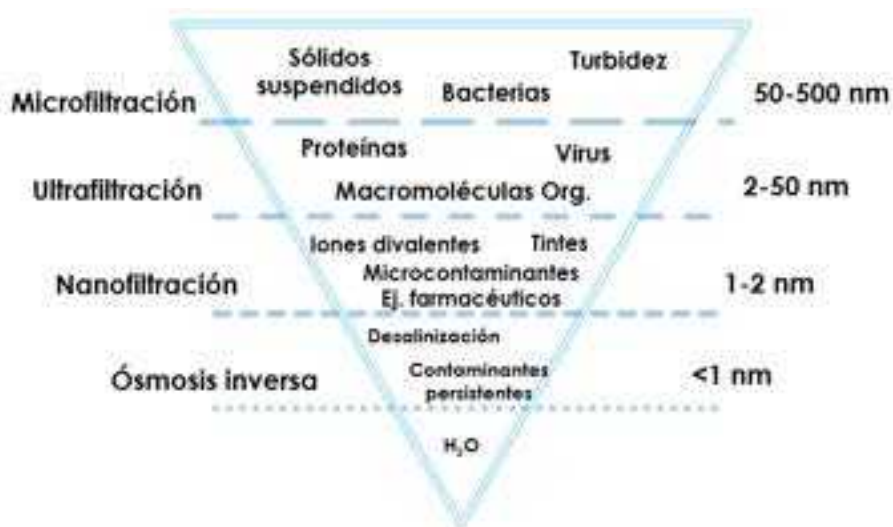 Sólidos
suspendidos
Turbidez
Bacterias
Microfiltración
50-500 nm
Proteínas
Virus
Ultrafiltración
Macromoléculas Org.
2-50 nm
Iones divalentes
Tintes
Microcontaminantes
Ej. farmacéuticos
Nanofiltración
1-2 nm
Desalinización
Ósmosis inversa
Contaminantes
persistentes
<1 nm
H₂O